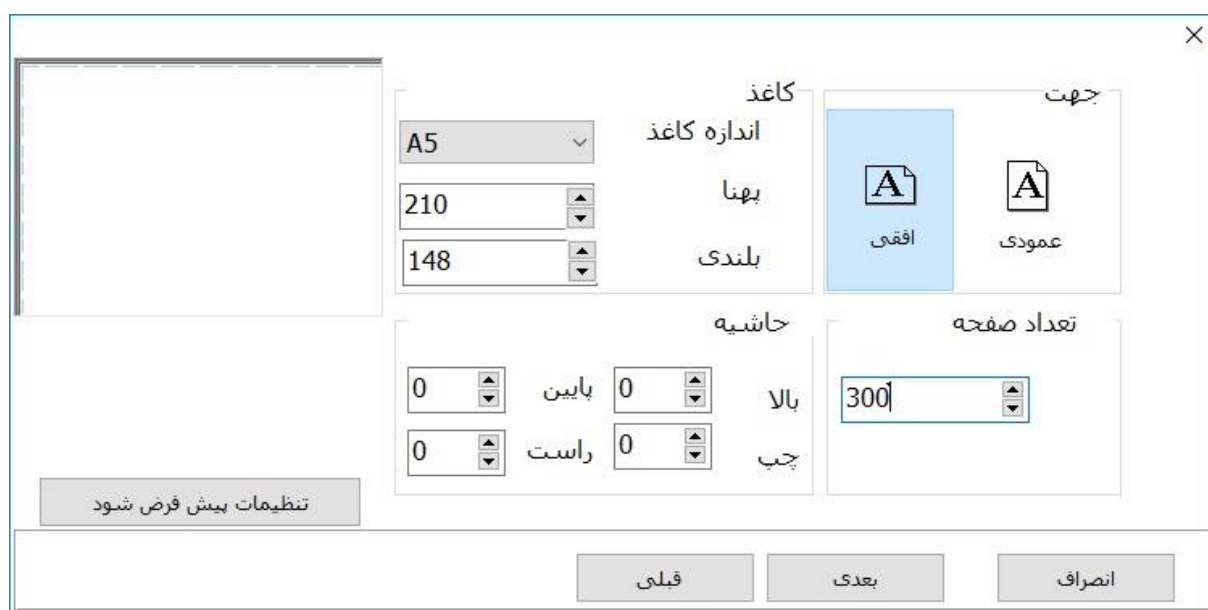 جهت
عمودی
افقی
کاغذ
اندازه کاغذ A5
پهنا 210
بلندی 148
تعداد صفحه
300
حاشیه
بالا 0 پایین 0
چپ 0 راست 0
تنظیمات پیش فرض شود
انصراف بعدی قبلی